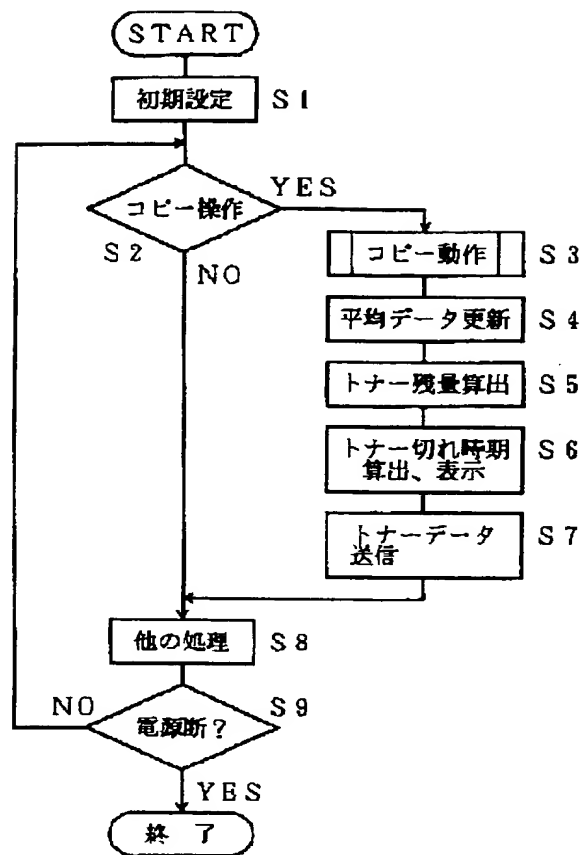 START
初期設定 S1
コピー操作 YES
S2
NO
コピー動作 S3
平均データ更新 S4
トナー残量算出 S5
トナー切れ時期 S6
算出、表示
トナーデータ S7
送信
他の処理 S8
NO 電源断? S9
YES
終了